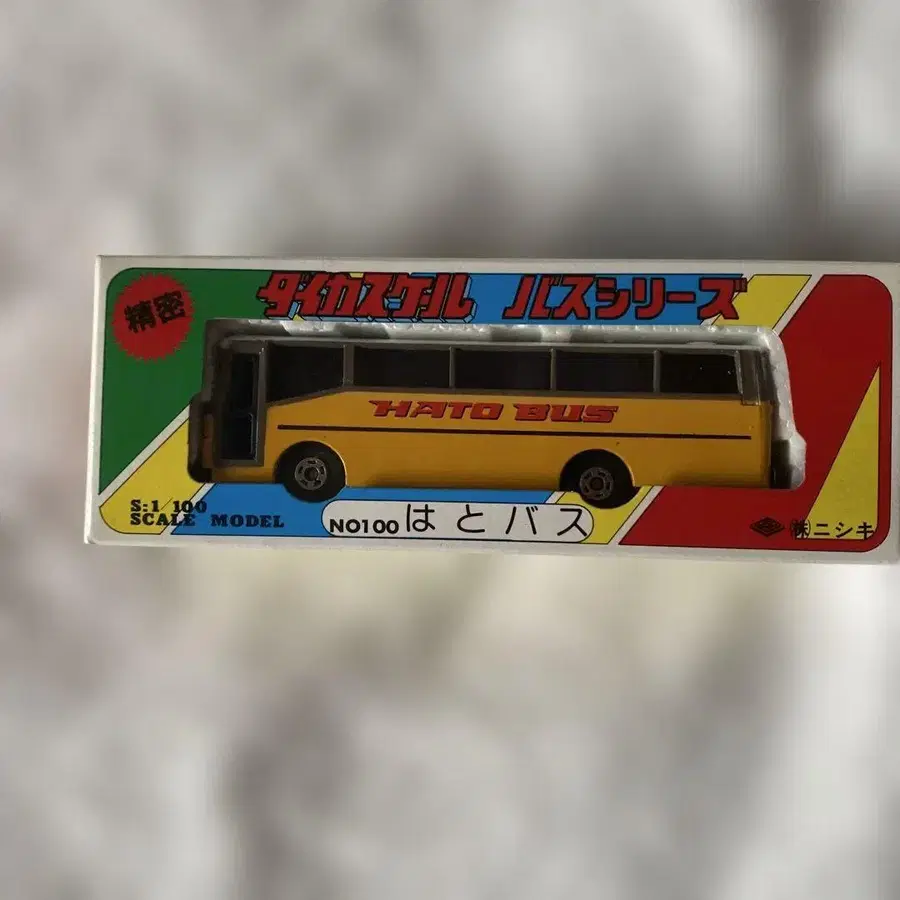 精密
ダイカスケール バスシリーズ
HATO BUS
S:1/100
SCALE MODEL
NO100 はとバス
㈱ニシキ